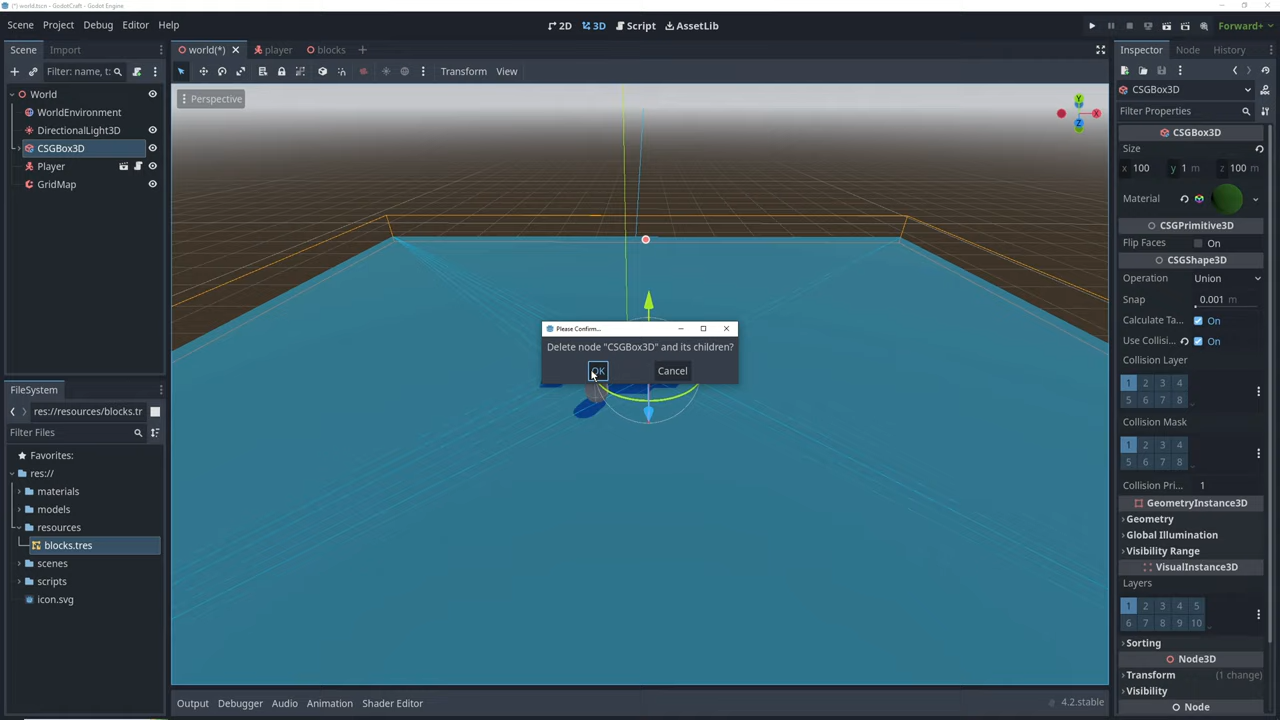 (*) world.tscn - GodotCraft - Godot Engine
Scene Project Debug Editor Help
2D 3D Script AssetLib
Forward+
Scene Import
world(*) player blocks
Inspector Node History
Filter: name, t:
Transform View
World
WorldEnvironment
DirectionalLight3D
CSGBox3D
Player
GridMap
Perspective
Y
X
Z
Please Confirm...
Delete node "CSGBox3D" and its children?
OK Cancel
FileSystem
res://resources/blocks.tr
Filter Files
Favorites:
res://
materials
models
resources
blocks.tres
scenes
scripts
icon.svg
Output Debugger Audio Animation Shader Editor
4.2.stable
CSGBox3D
Filter Properties
CSGBox3D
Size
x 100 y 1 m z 100 m
Material
CSGPrimitive3D
Flip Faces On
CSGShape3D
Operation Union
Snap 0.001 m
Calculate Ta... On
Use Collisi... On
Collision Layer
1 2 3 4
5 6 7 8
Collision Mask
1 2 3 4
5 6 7 8
Collision Pri... 1
GeometryInstance3D
Geometry
Global Illumination
Visibility Range
VisualInstance3D
Layers
1 2 3 4 5
6 7 8 9 10
Sorting
Node3D
Transform (1 change)
Visibility
Node